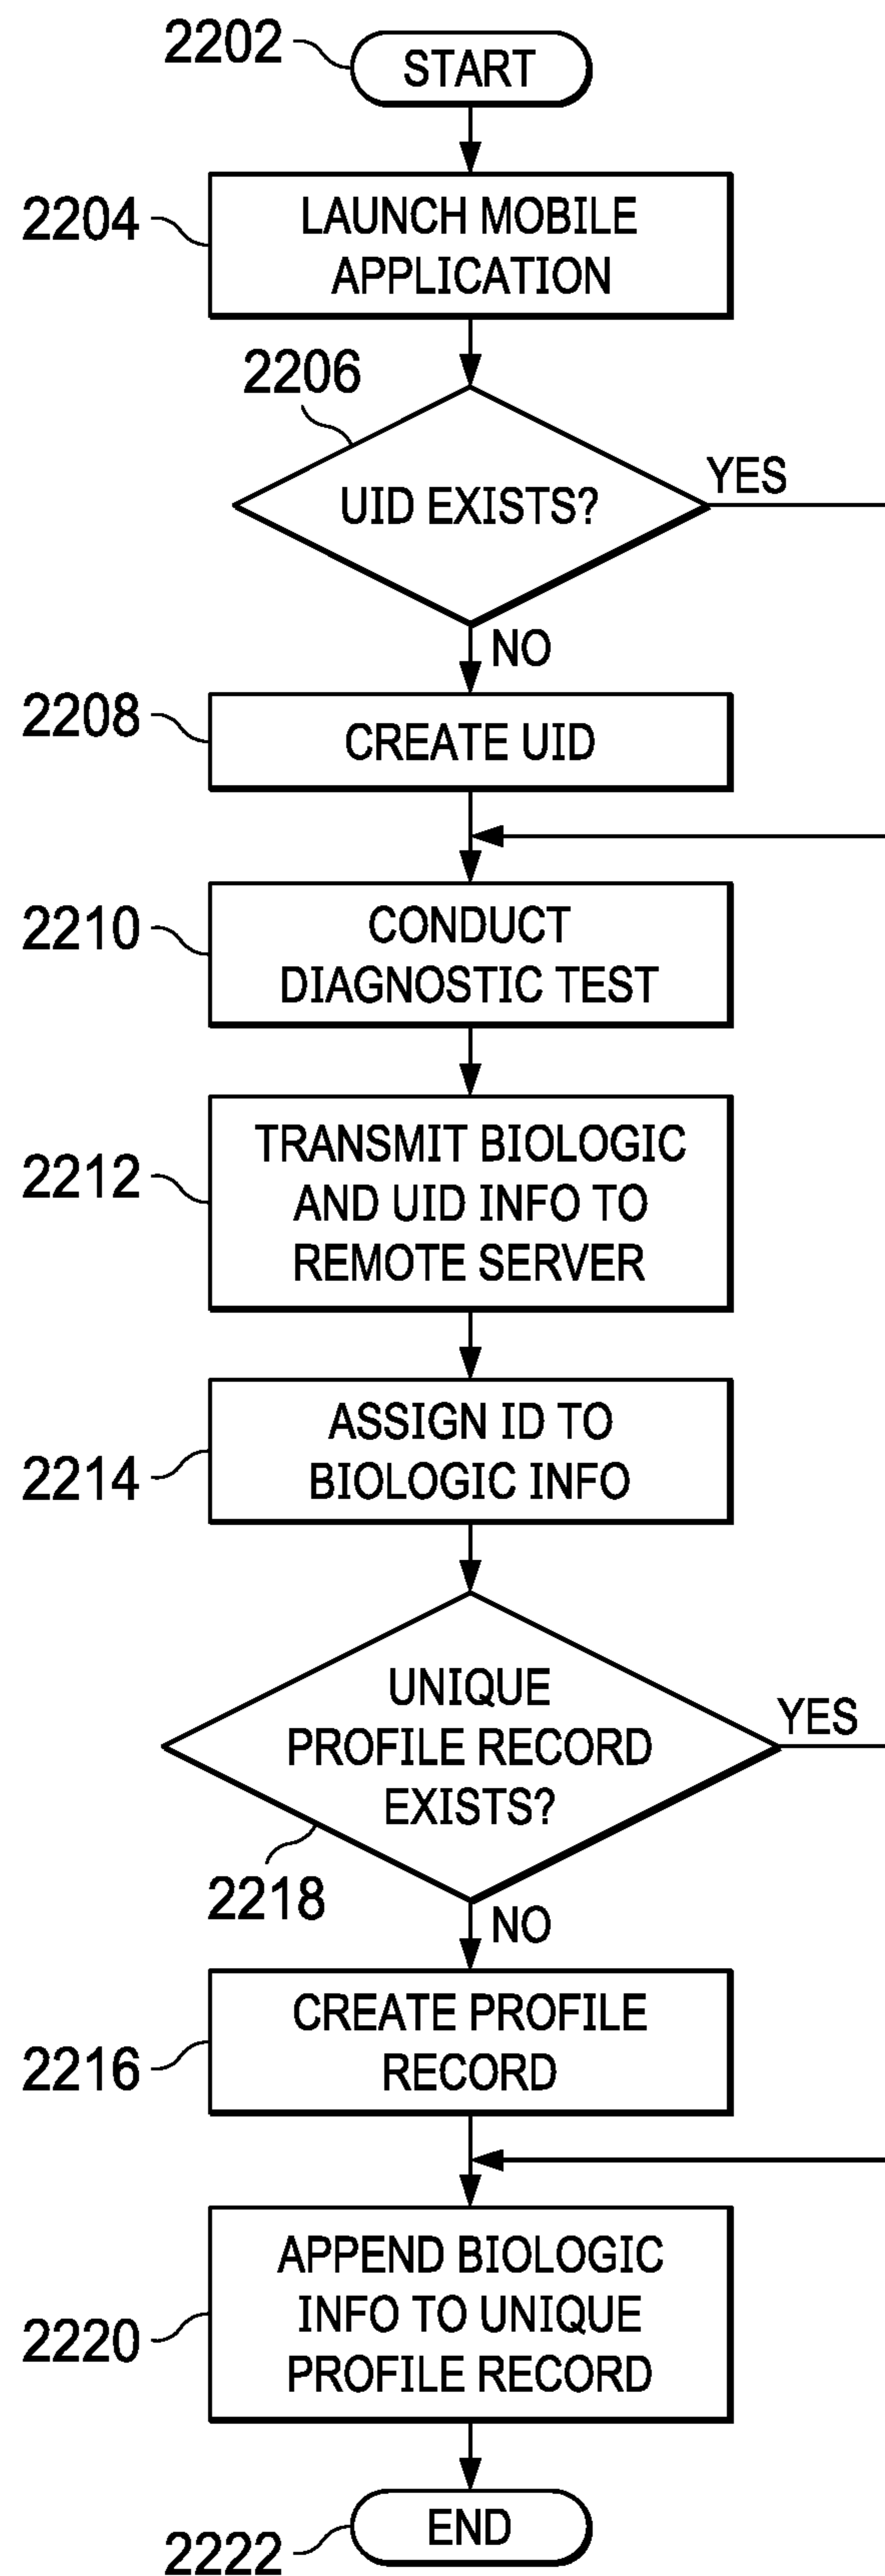 2202
START
2204
LAUNCH MOBILE
APPLICATION
2206
UID EXISTS?
YES
NO
2208
CREATE UID
2210
CONDUCT
DIAGNOSTIC TEST
2212
TRANSMIT BIOLOGIC
AND UID INFO TO
REMOTE SERVER
2214
ASSIGN ID TO
BIOLOGIC INFO
UNIQUE
PROFILE RECORD
EXISTS?
YES
2218
NO
2216
CREATE PROFILE
RECORD
2220
APPEND BIOLOGIC
INFO TO UNIQUE
PROFILE RECORD
2222
END